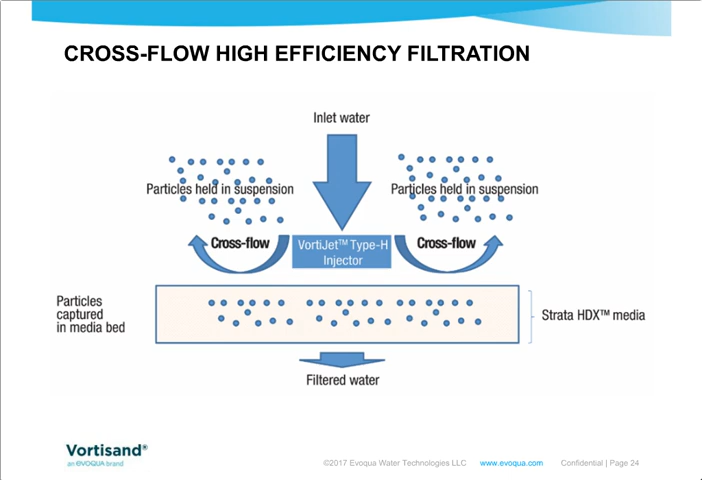 CROSS-FLOW HIGH EFFICIENCY FILTRATION
Inlet water
Particles held in suspension
Particles held in suspension
Cross-flow
VortiJet™ Type-H
Injector
Cross-flow
Particles
captured
in media bed
Strata HDX™ media
Filtered water
Vortisand®
an evoqua brand
©2017 Evoqua Water Technologies LLC www.evoqua.com Confidential | Page 24